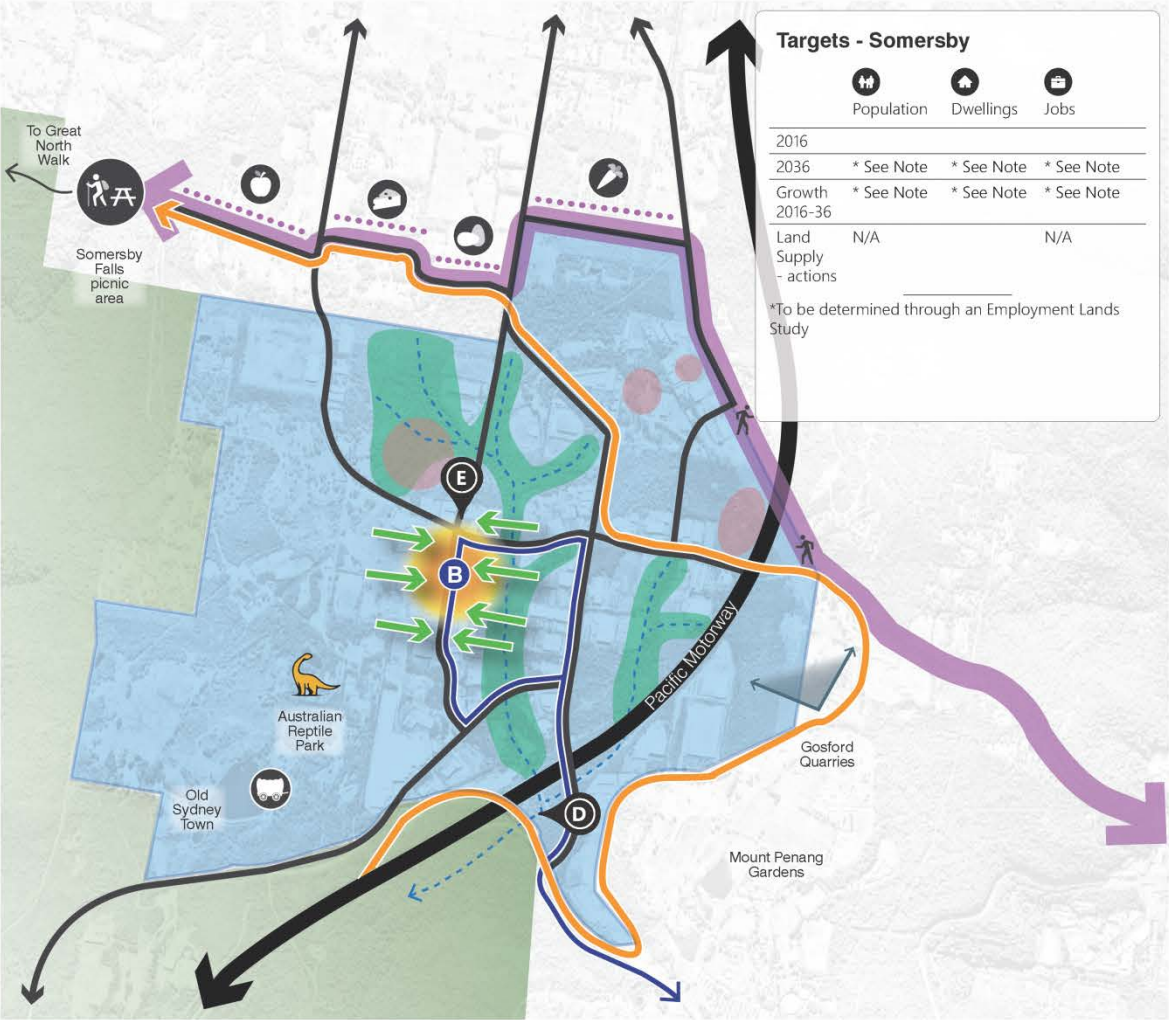 Targets - Somersby
Population Dwellings Jobs
2016
2036 * See Note * See Note * See Note
Growth * See Note * See Note * See Note
2016-36
Land N/A N/A
Supply
- actions
*To be determined through an Employment Lands
Study
To Great
North
Walk
Somersby
Falls
picnic
area
E
B
Pacific Motorway
Australian
Reptile
Park
Old
Sydney
Town
D
Gosford
Quarries
Mount Penang
Gardens